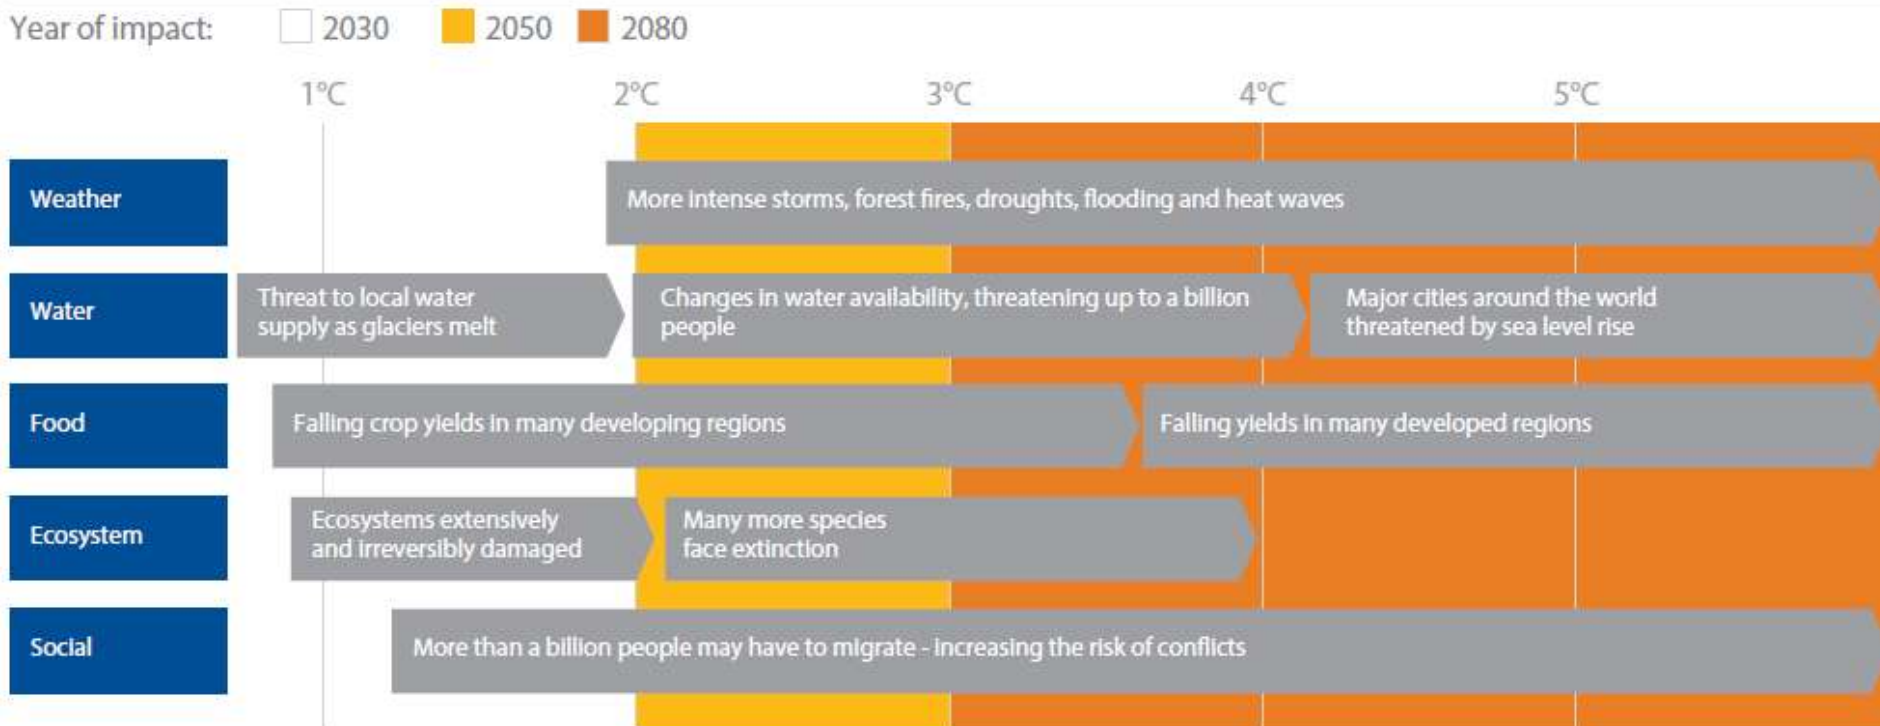 Year of impact: 2030 2050 2080
1°C 2°C 3°C 4°C 5°C
Weather
More intense storms, forest fires, droughts, flooding and heat waves
Water
Threat to local water
supply as glaciers melt
Changes in water availability, threatening up to a billion
people
Major cities around the world
threatened by sea level rise
Food
Falling crop yields in many developing regions
Falling yields in many developed regions
Ecosystem
Ecosystems extensively
and irreversibly damaged
Many more species
face extinction
Social
More than a billion people may have to migrate - increasing the risk of conflicts